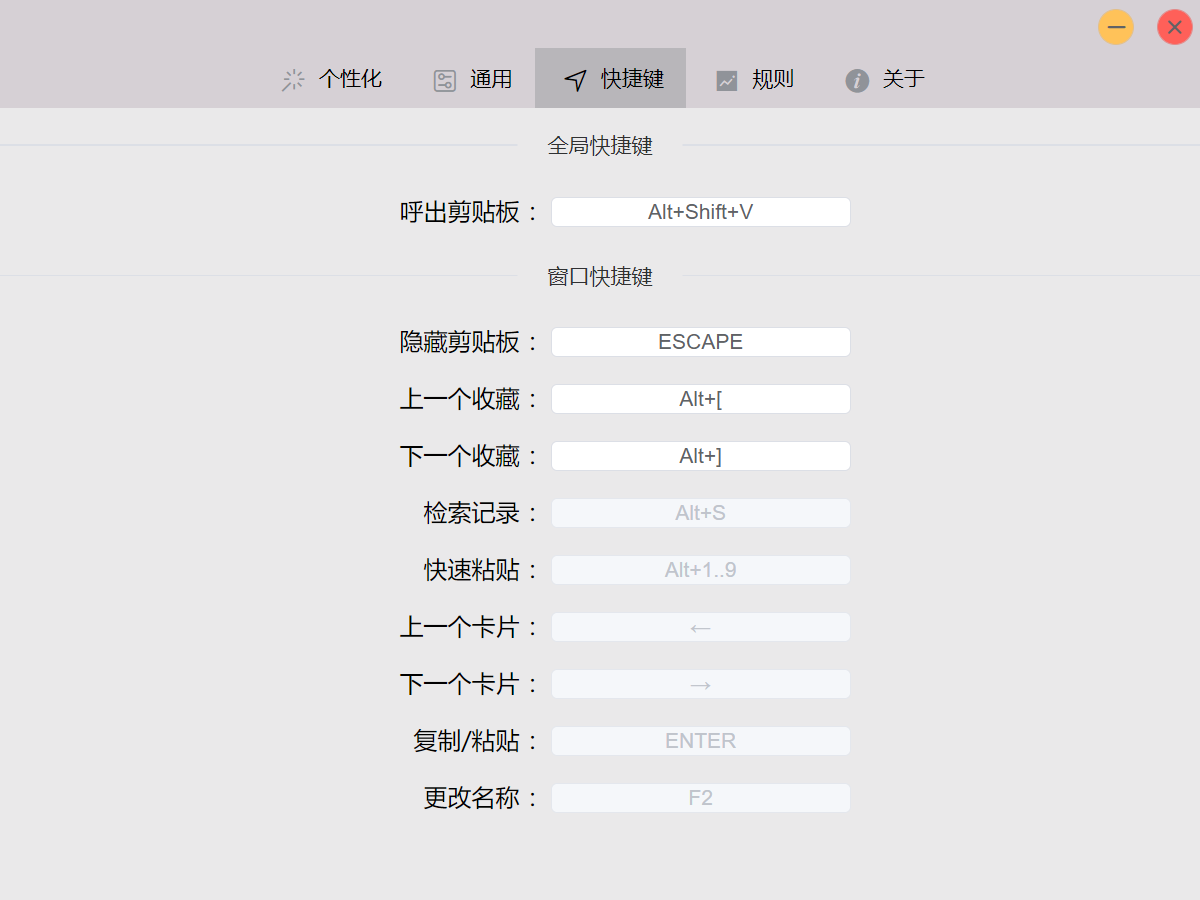 个性化 通用 快捷键 规则 关于
全局快捷键
呼出剪贴板： Alt+Shift+V
窗口快捷键
隐藏剪贴板： ESCAPE
上一个收藏： Alt+[
下一个收藏： Alt+]
检索记录： Alt+S
快速粘贴： Alt+1..9
上一个卡片： ←
下一个卡片： →
复制/粘贴： ENTER
更改名称： F2